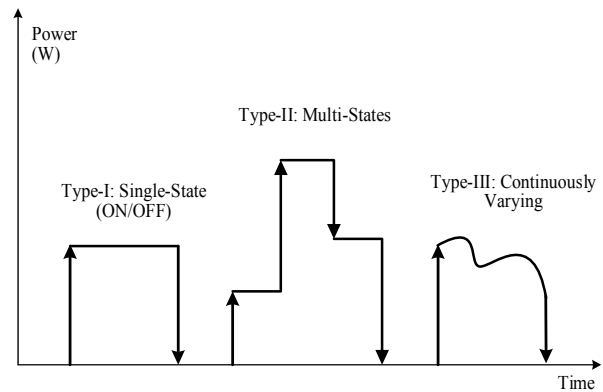 Power
(W)
Type-II: Multi-States
Type-I: Single-State
(ON/OFF)
Type-III: Continuously
Varying
Time